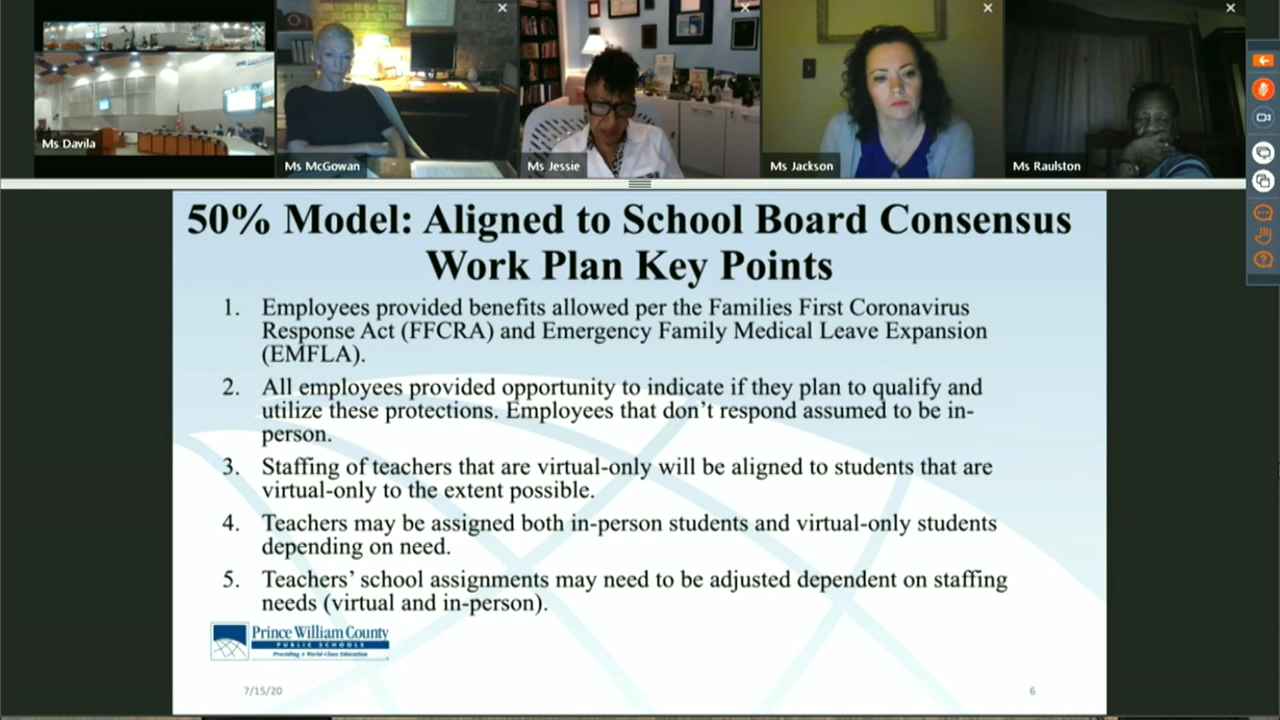 Ms Davila
Ms McGowan
Ms Jessie
Ms Jackson
Ms Raulston
50% Model: Aligned to School Board Consensus
Work Plan Key Points
1. Employees provided benefits allowed per the Families First Coronavirus
Response Act (FFCRA) and Emergency Family Medical Leave Expansion
(EMFLA).
2. All employees provided opportunity to indicate if they plan to qualify and
utilize these protections. Employees that don’t respond assumed to be in-
person.
3. Staffing of teachers that are virtual-only will be aligned to students that are
virtual-only to the extent possible.
4. Teachers may be assigned both in-person students and virtual-only students
depending on need.
5. Teachers’ school assignments may need to be adjusted dependent on staffing
needs (virtual and in-person).
Prince William County
PUBLIC SCHOOLS
Providing A World-Class Education
7/15/20
6